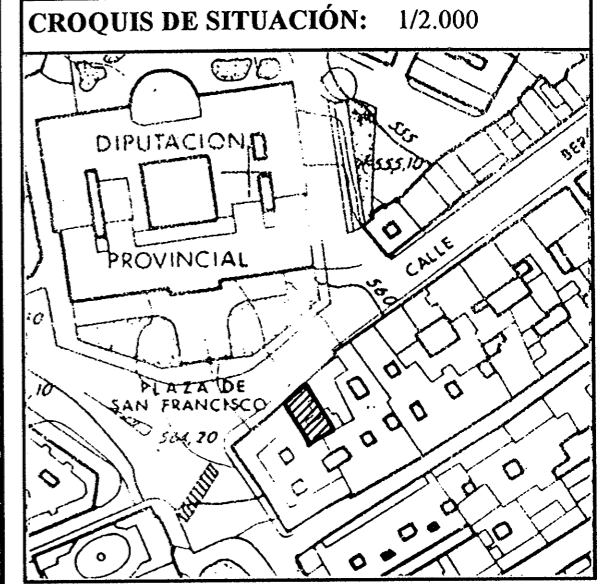 CROQUIS DE SITUACIÓN: 1/2.000
DIPUTACION
PROVINCIAL
555
555,10
CALLE
560
PLAZA DE
SAN FRANCISCO
564,20
10